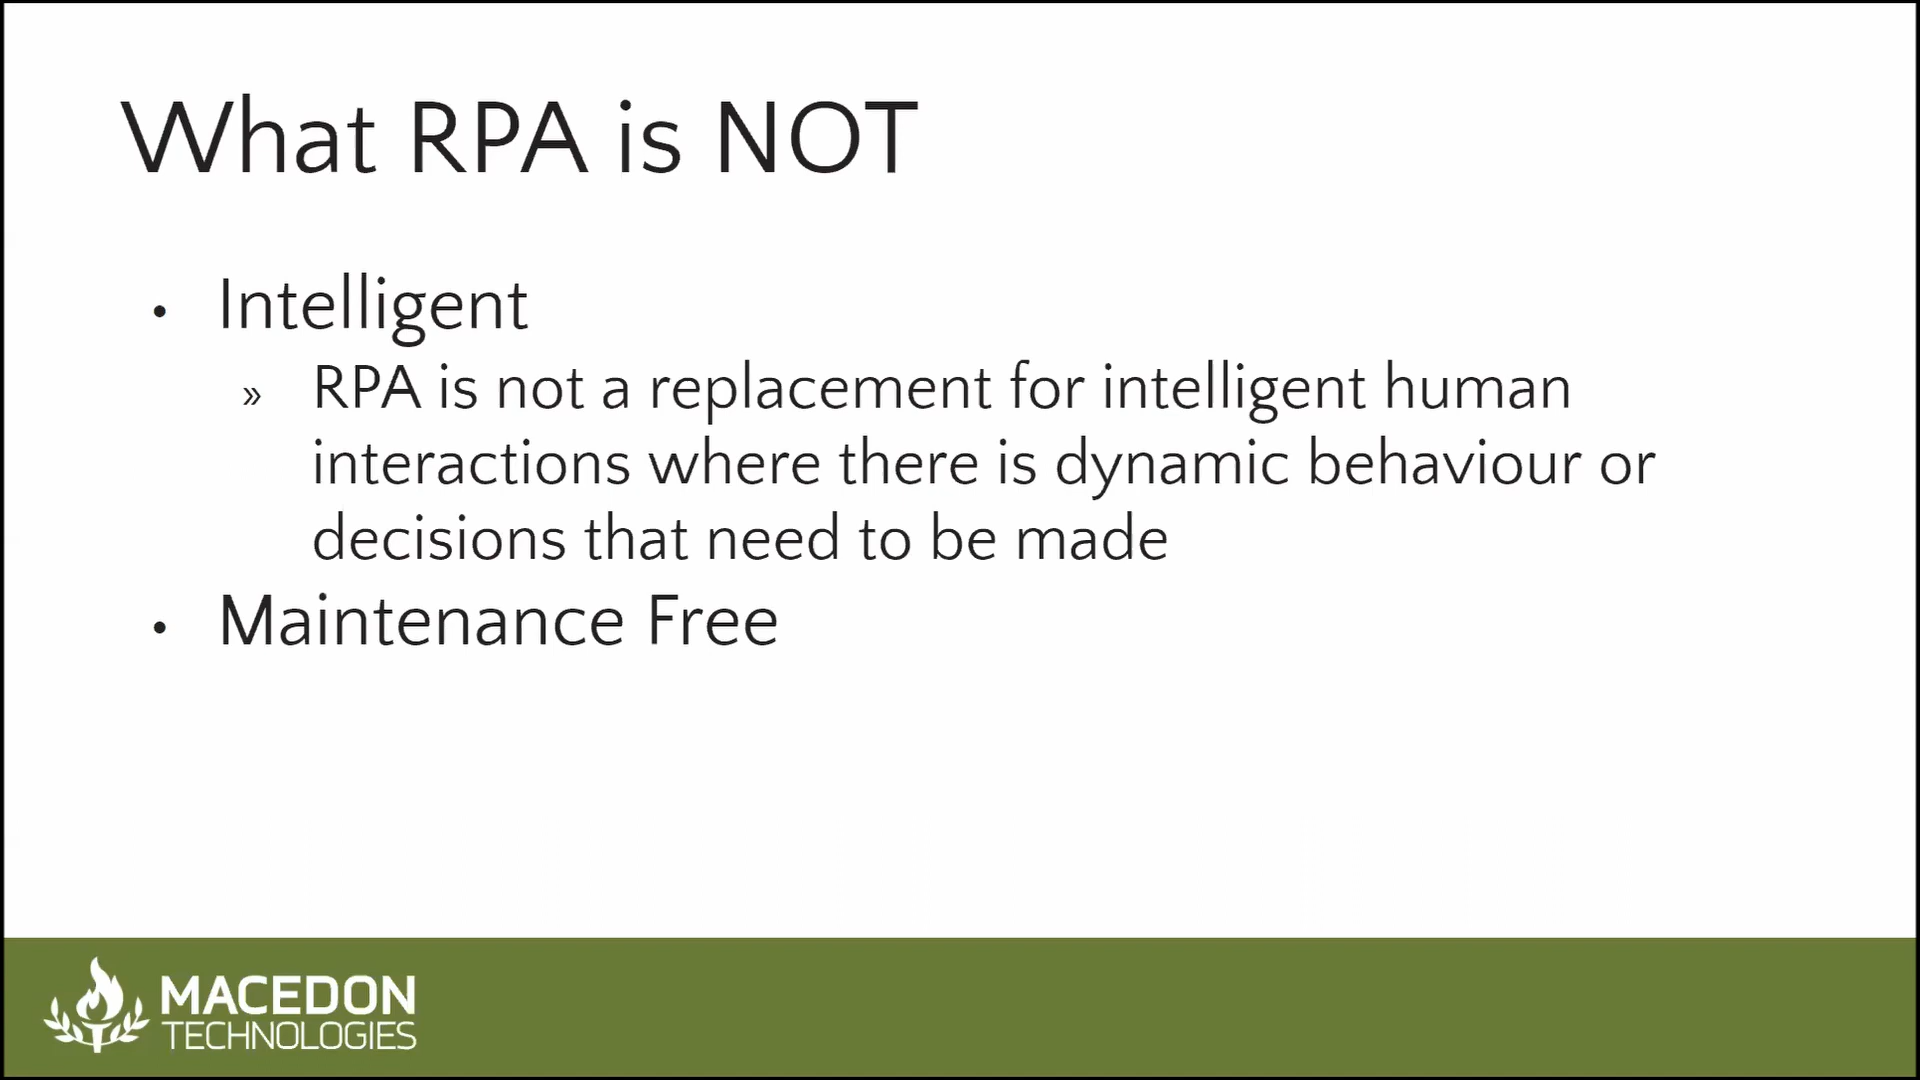 What RPA is NOT
• Intelligent
» RPA is not a replacement for intelligent human
interactions where there is dynamic behaviour or
decisions that need to be made
• Maintenance Free
MACEDON
TECHNOLOGIES